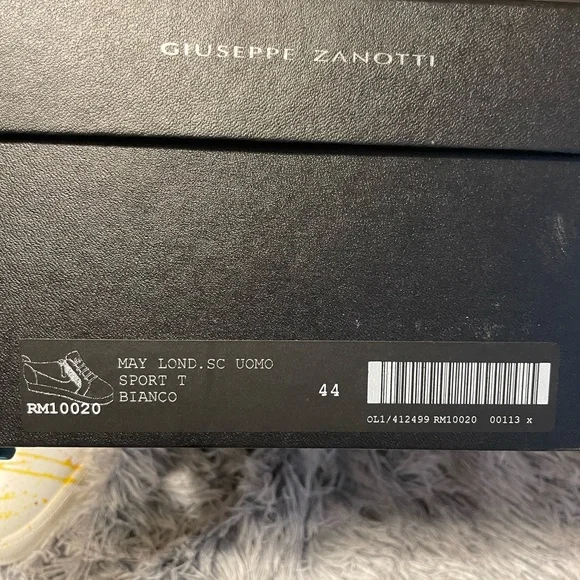 GIUSEPPE ZANOTTI
MAY LOND.SC UOMO
SPORT T
BIANCO
44
RM10020
OL1/412499 RM10020 00113 x